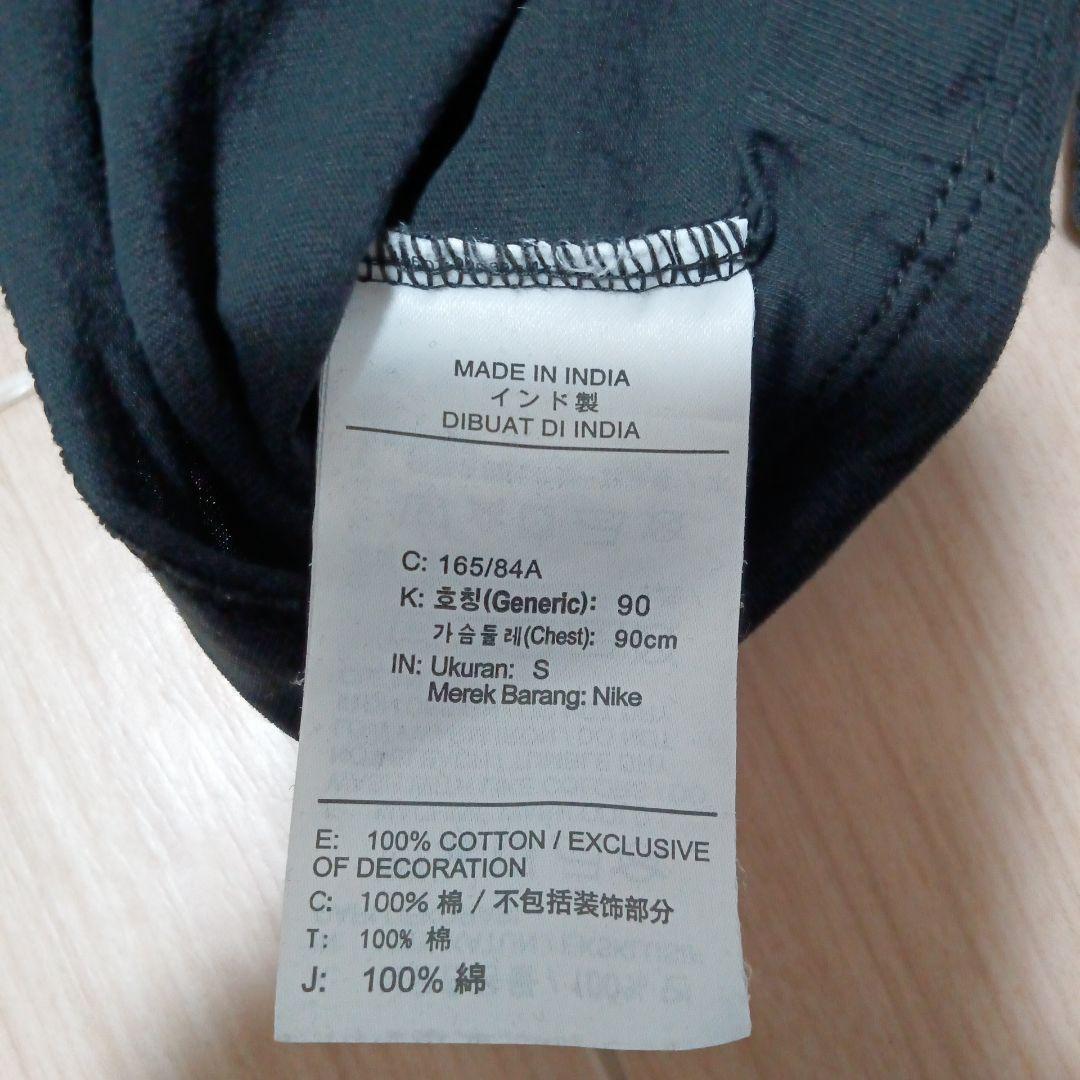 MADE IN INDIA
インド製
DIBUAT DI INDIA
C: 165/84A
K: 호칭(Generic): 90
가슴둘레(Chest): 90cm
IN: Ukuran: S
Merek Barang: Nike
E: 100% COTTON / EXCLUSIVE
OF DECORATION
C: 100% 棉 / 不包括装饰部分
T: 100% 棉
J: 100% 綿